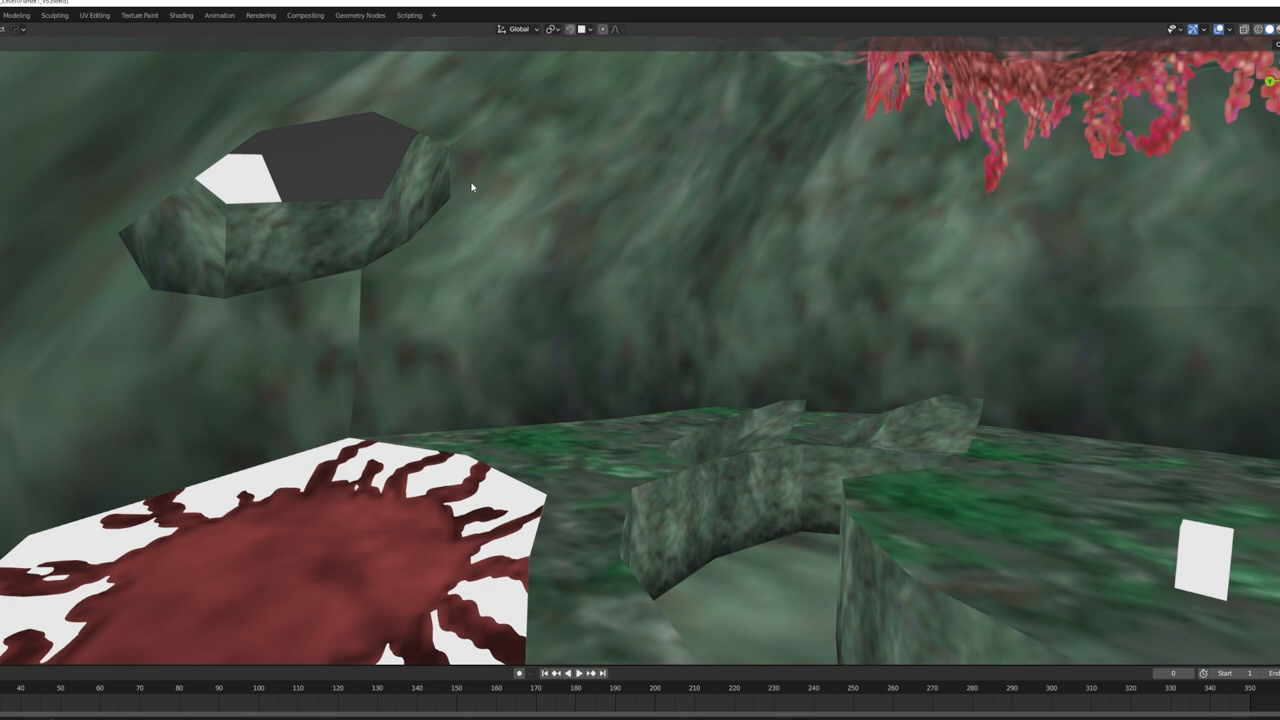 Modeling Sculpting UV Editing Texture Paint Shading Animation Rendering Compositing Geometry Nodes Scripting +
Global
Y
0 Start 1 End
40 50 60 70 80 90 100 110 120 130 140 150 160 170 180 190 200 210 220 230 240 250 260 270 280 290 300 310 320 330 340 350